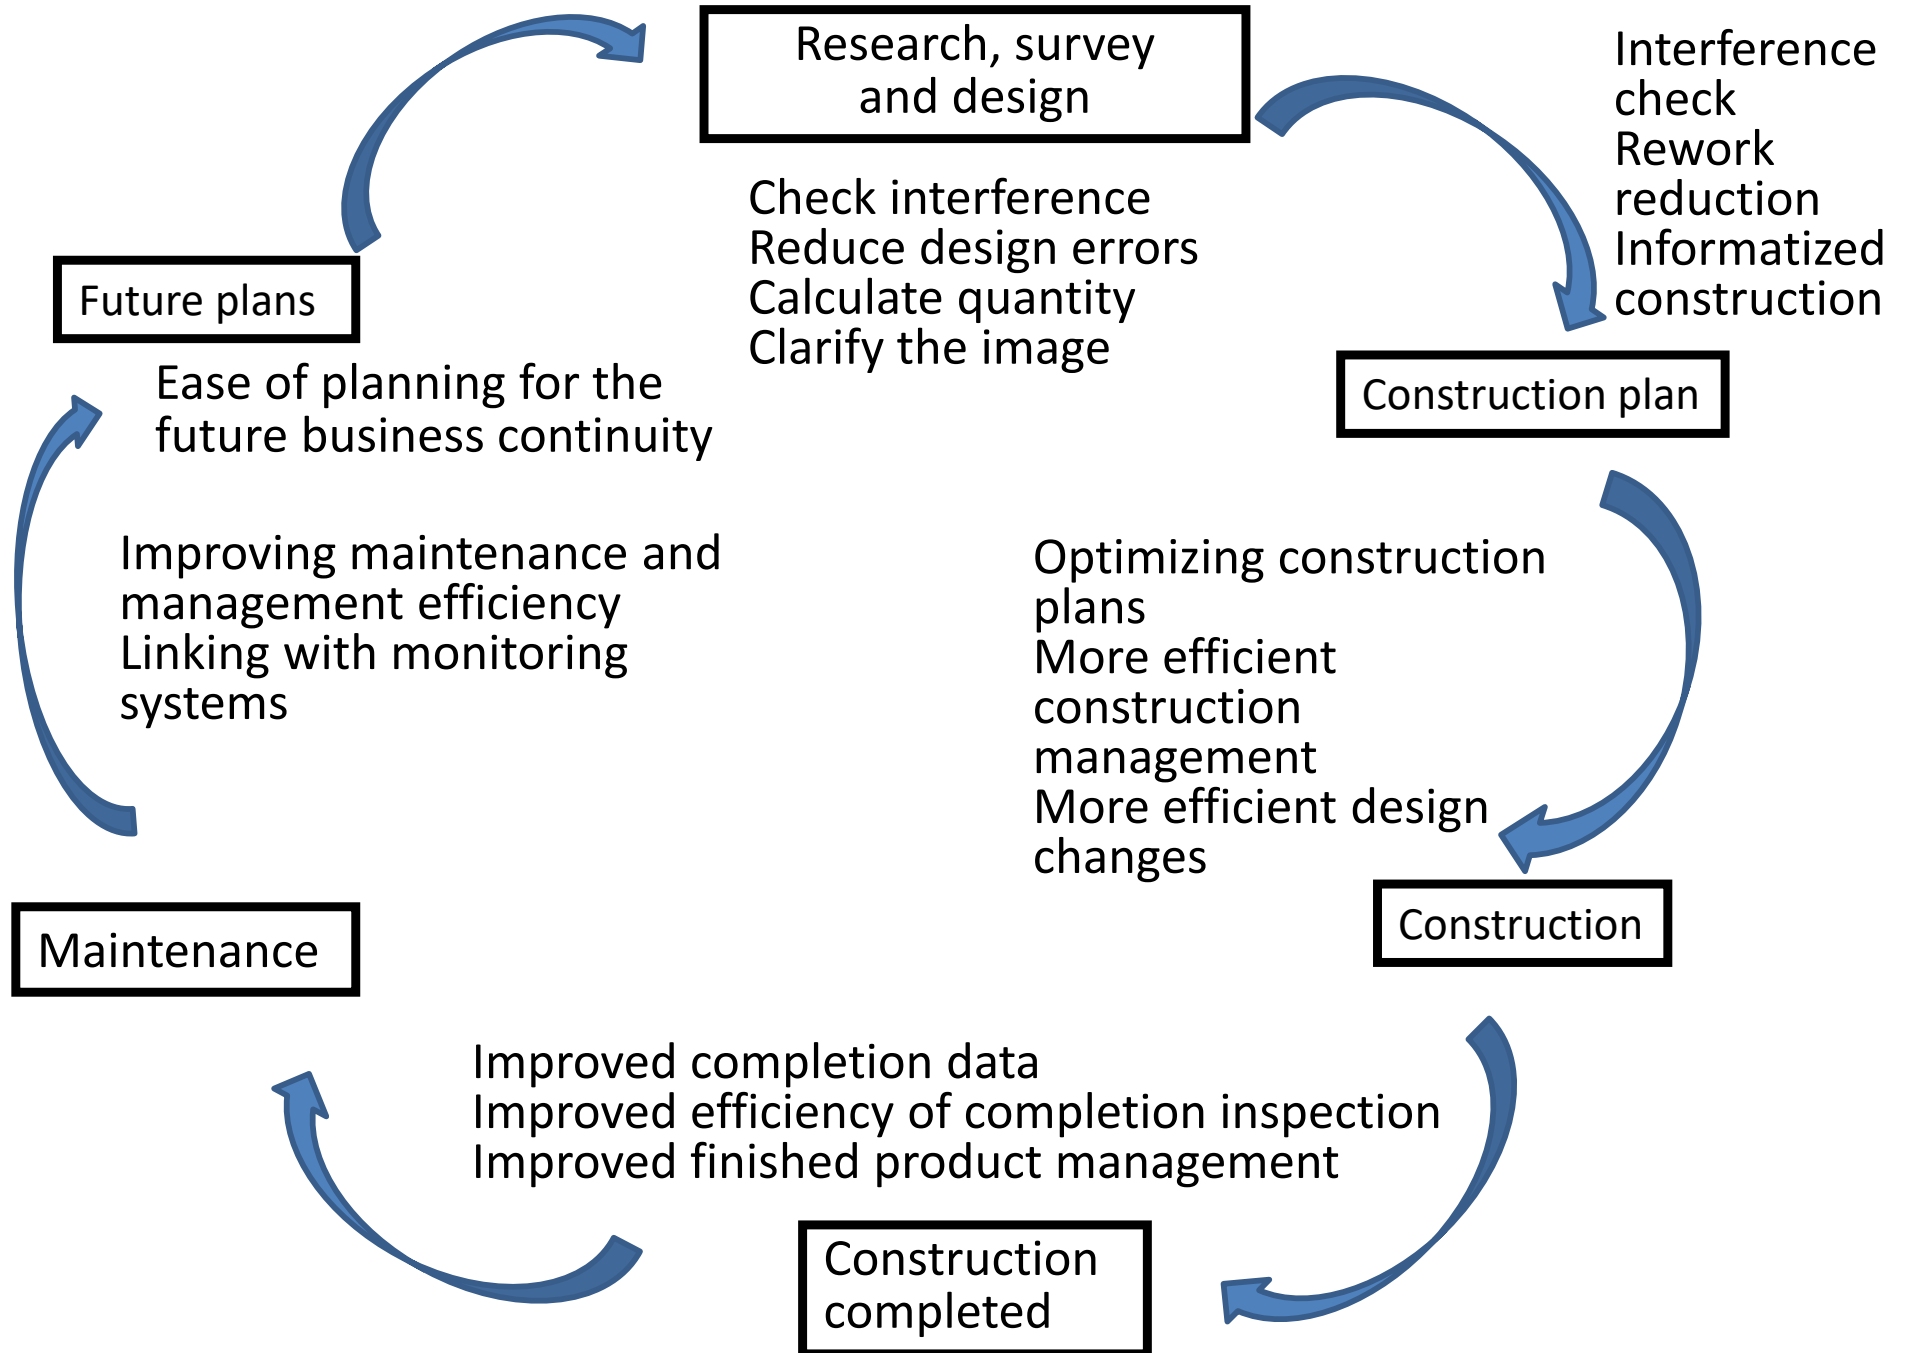 Research, survey
and design
Interference
check
Rework
reduction
Informatized
construction
Check interference
Reduce design errors
Calculate quantity
Clarify the image
Future plans
Ease of planning for the
future business continuity
Construction plan
Improving maintenance and
management efficiency
Linking with monitoring
systems
Optimizing construction
plans
More efficient
construction
management
More efficient design
changes
Maintenance
Construction
Improved completion data
Improved efficiency of completion inspection
Improved finished product management
Construction
completed